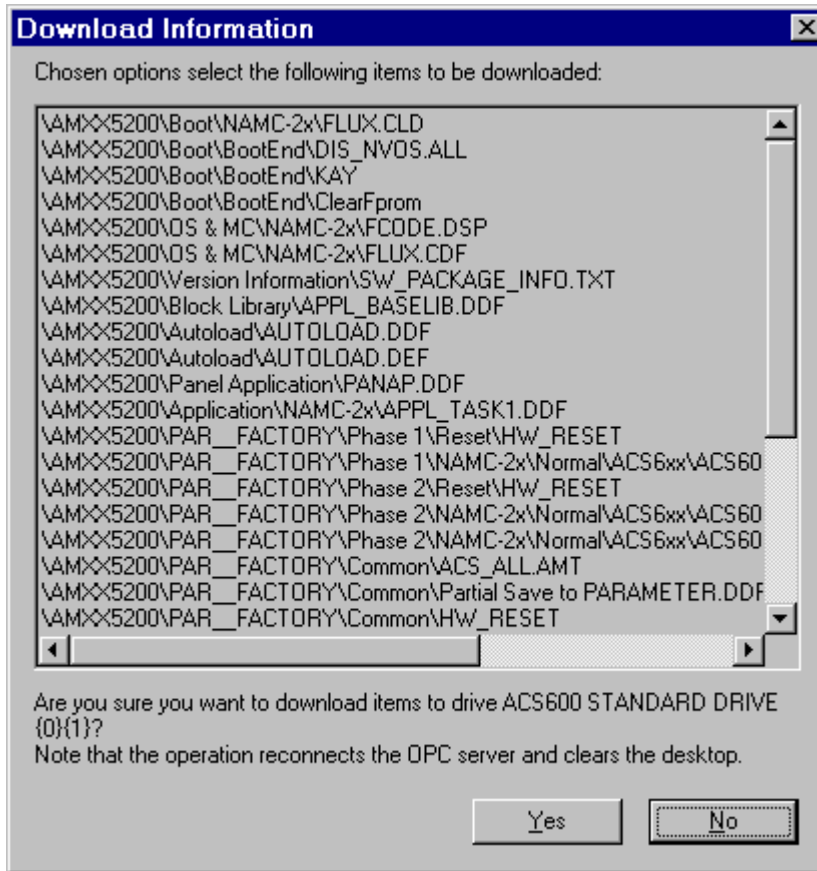 Download Information
Chosen options select the following items to be downloaded:
\AMXX5200\Boot\NAMC-2x\FLUX.CLD
\AMXX5200\Boot\BootEnd\DIS_NVOS.ALL
\AMXX5200\Boot\BootEnd\KAY
\AMXX5200\Boot\BootEnd\ClearFprom
\AMXX5200\OS & MC\NAMC-2x\FCODE.DSP
\AMXX5200\OS & MC\NAMC-2x\FLUX.CDF
\AMXX5200\Version Information\SW_PACKAGE_INFO.TXT
\AMXX5200\Block Library\APPL_BASELIB.DDF
\AMXX5200\Autoload\AUTOLOAD.DDF
\AMXX5200\Autoload\AUTOLOAD.DEF
\AMXX5200\Panel Application\PANAP.DDF
\AMXX5200\Application\NAMC-2x\APPL_TASK1.DDF
\AMXX5200\PAR__FACTORY\Phase 1\Reset\HW_RESET
\AMXX5200\PAR__FACTORY\Phase 1\NAMC-2x\Normal\ACS6xx\ACS60
\AMXX5200\PAR__FACTORY\Phase 2\Reset\HW_RESET
\AMXX5200\PAR__FACTORY\Phase 2\NAMC-2x\Normal\ACS6xx\ACS60
\AMXX5200\PAR__FACTORY\Phase 2\NAMC-2x\Normal\ACS6xx\ACS60
\AMXX5200\PAR__FACTORY\Common\ACS_ALL.AMT
\AMXX5200\PAR__FACTORY\Common\Partial Save to PARAMETER.DDF
\AMXX5200\PAR__FACTORY\Common\HW_RESET
Are you sure you want to download items to drive ACS600 STANDARD DRIVE
{0}{1}?
Note that the operation reconnects the OPC server and clears the desktop.
Yes No